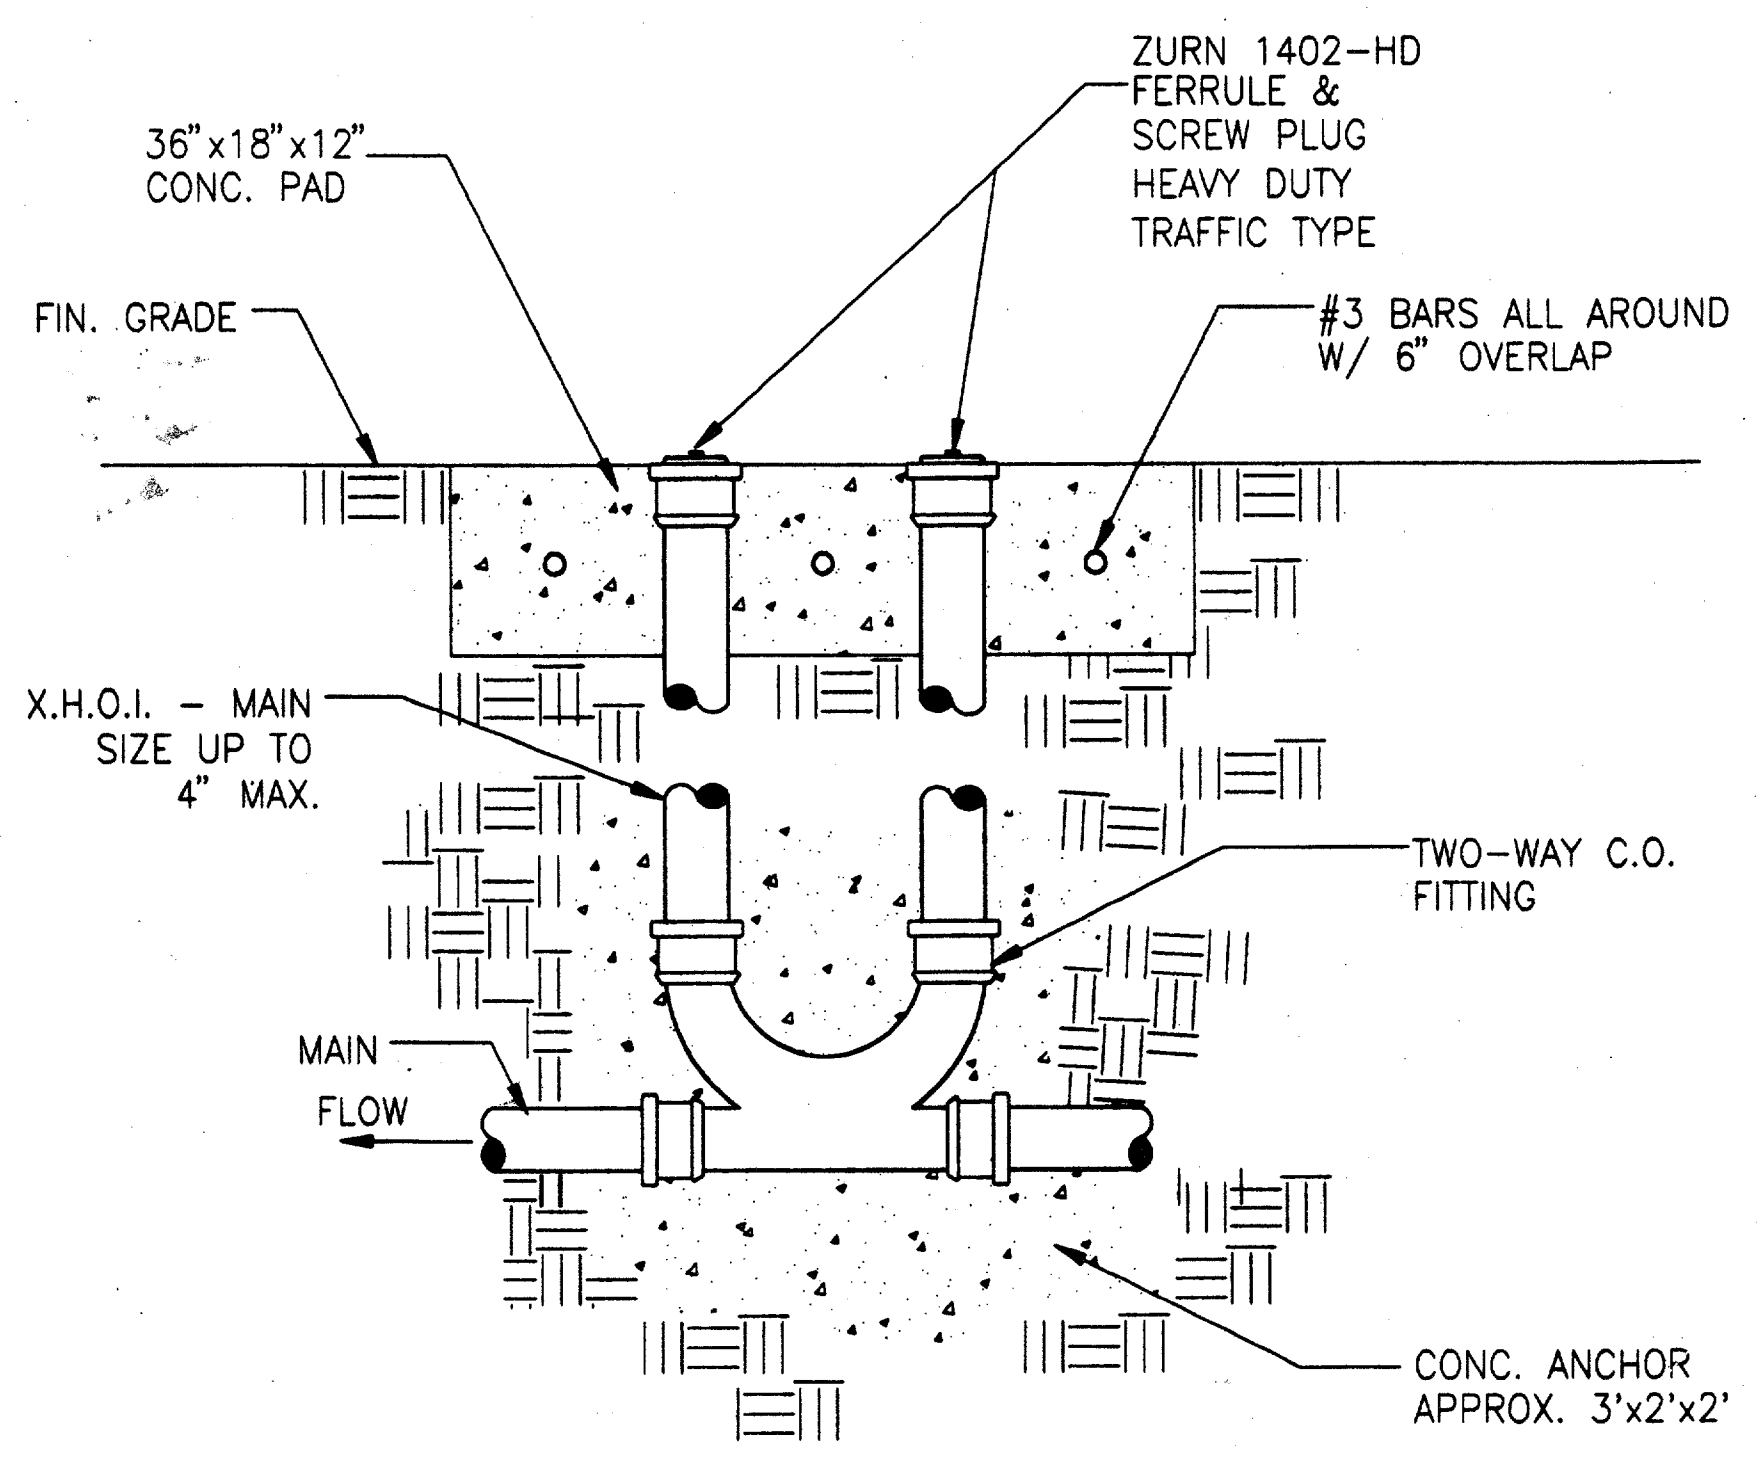 ZURN 1402-HD
FERRULE &
SCREW PLUG
HEAVY DUTY
TRAFFIC TYPE
36"x18"x12"
CONC. PAD
FIN. GRADE
#3 BARS ALL AROUND
W/ 6" OVERLAP
X.H.O.I. - MAIN
SIZE UP TO
4" MAX.
TWO-WAY C.O.
FITTING
MAIN
FLOW
CONC. ANCHOR
APPROX. 3'x2'x2'